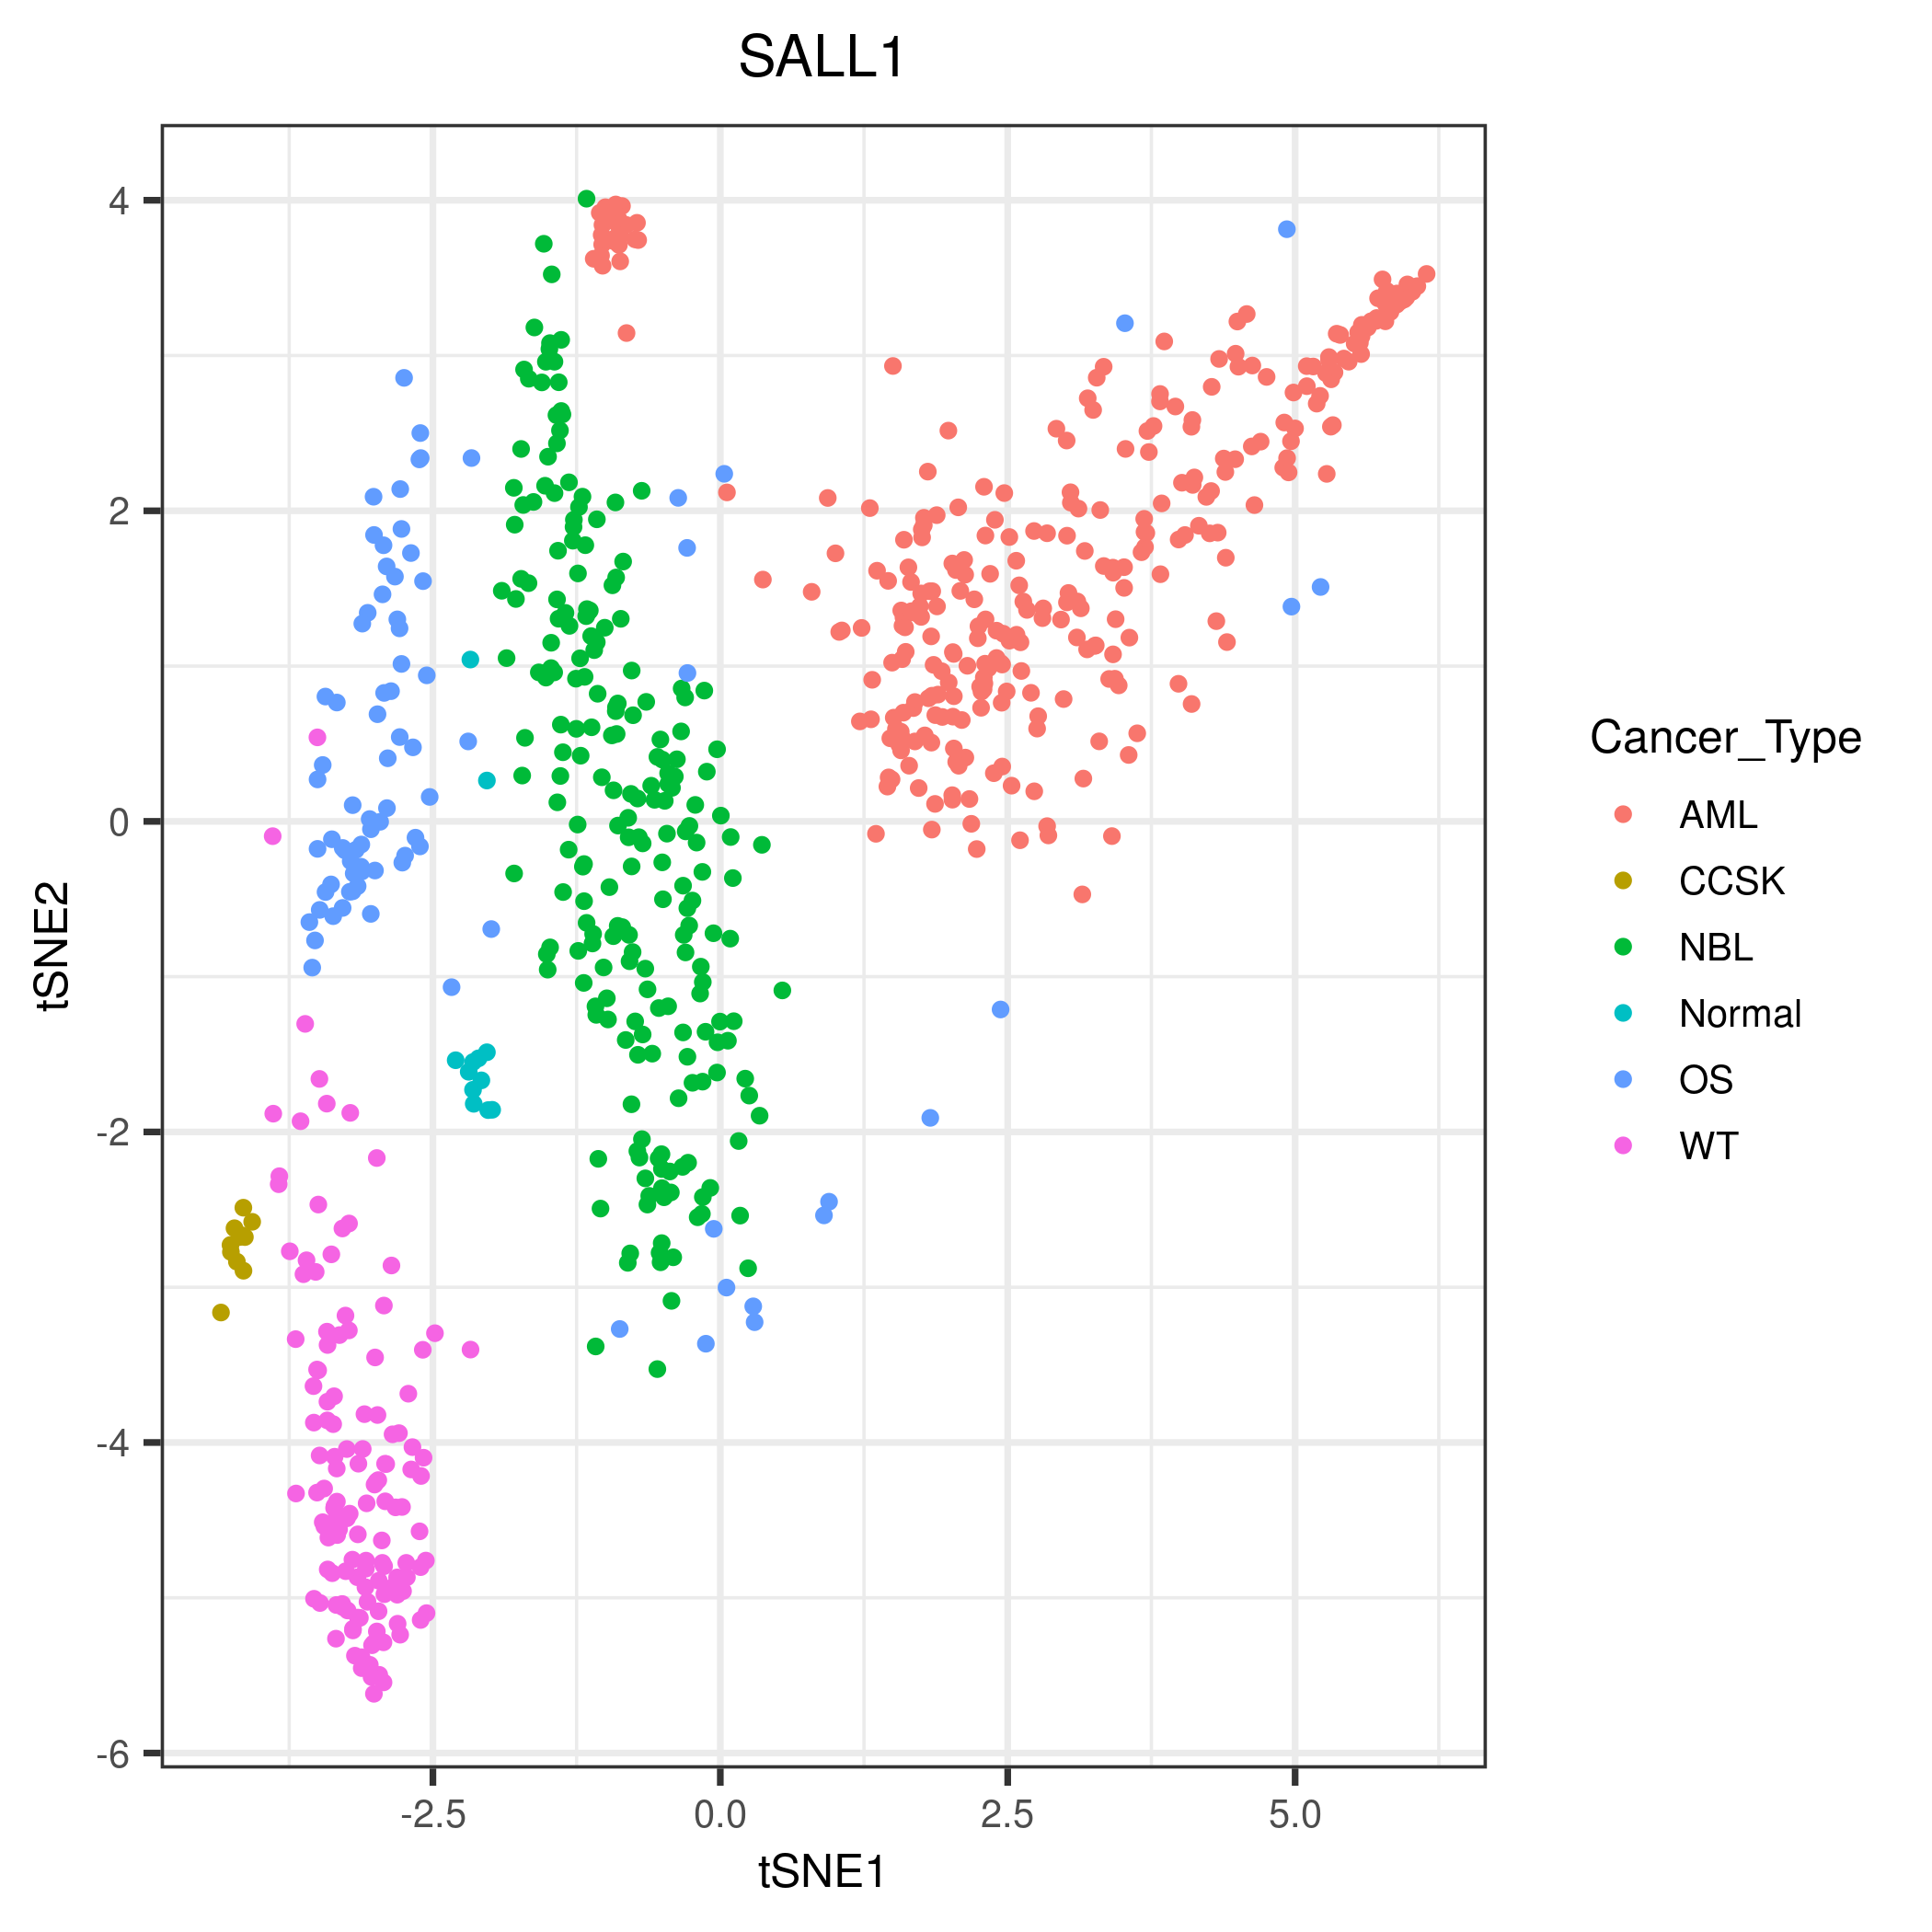 SALL1
4
2
0
-2
-4
-6
tSNE2
-2.5
0.0
2.5
5.0
tSNE1
Cancer_Type
AML
CCSK
NBL
Normal
OS
WT